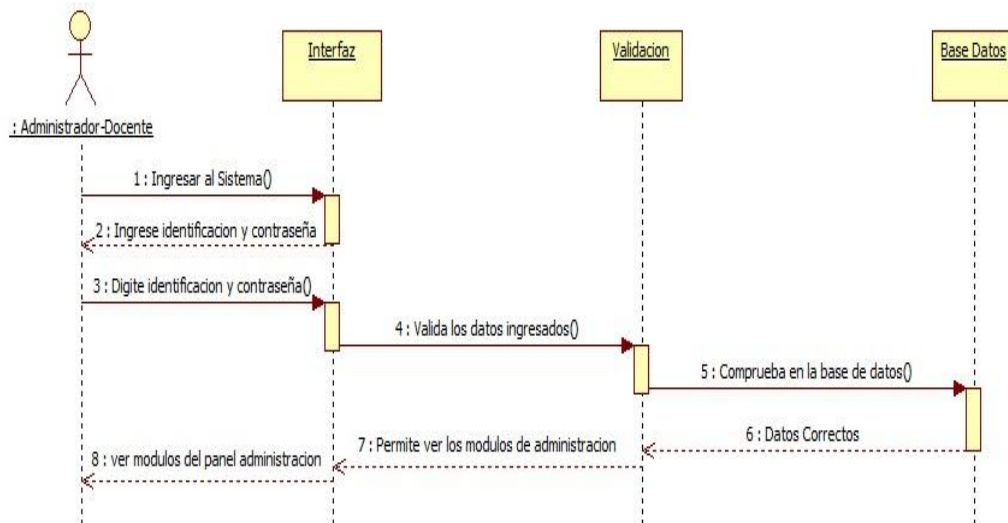 Interfaz
Validacion
Base Datos
: Administrador-Docente
1 : Ingresar al Sistema()
2 : Ingrese identificacion y contraseña
3 : Digite identificacion y contraseña()
4 : Valida los datos ingresados()
5 : Comprueba en la base de datos()
6 : Datos Correctos
7 : Permite ver los modulos de administracion
8 : ver modulos del panel administracion